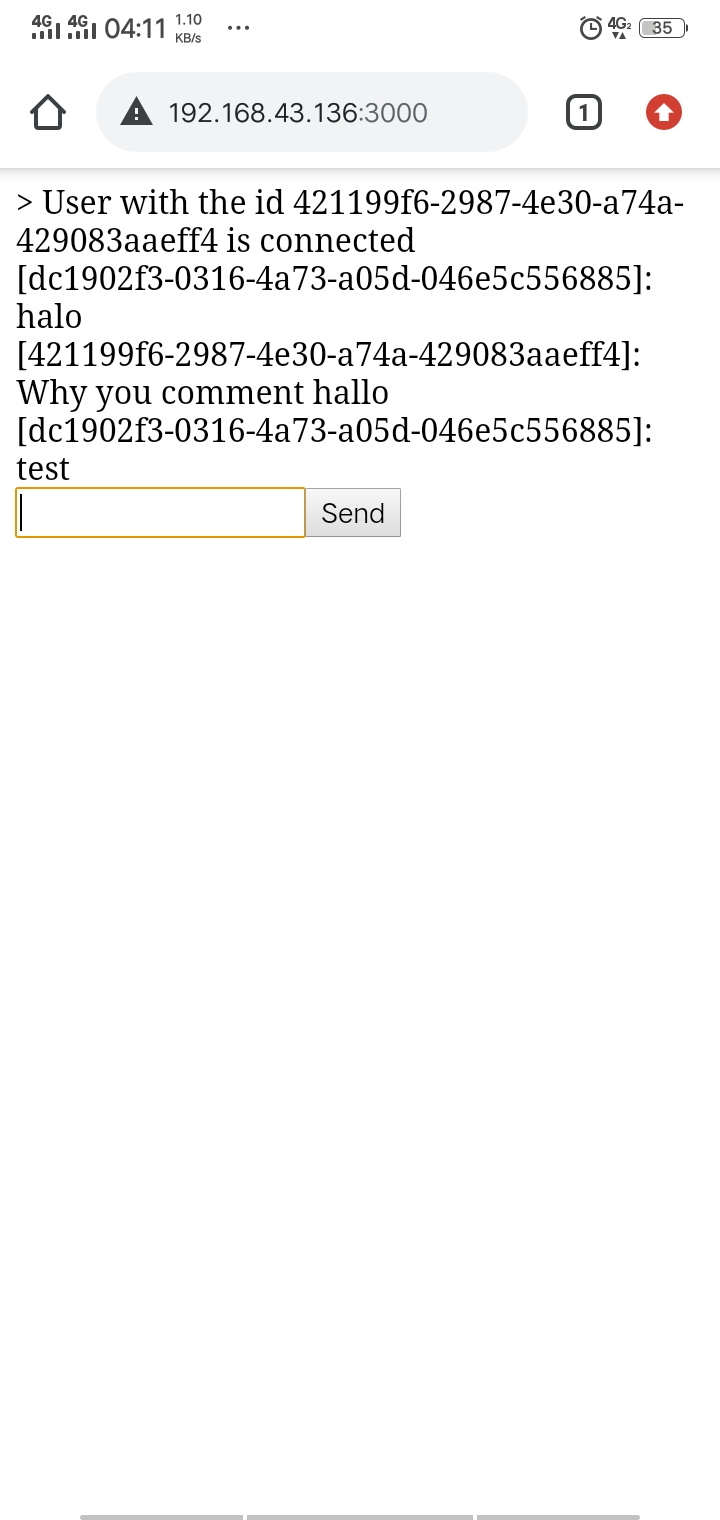 4G 4G 04:11 1.10 KB/s ... 4G2 35
192.168.43.136:3000 1
> User with the id 421199f6-2987-4e30-a74a-
429083aaeff4 is connected
[dc1902f3-0316-4a73-a05d-046e5c556885]:
halo
[421199f6-2987-4e30-a74a-429083aaeff4]:
Why you comment hallo
[dc1902f3-0316-4a73-a05d-046e5c556885]:
test
Send